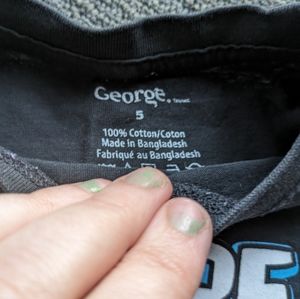 George.
5
100% Cotton/Coton
Made in Bangladesh
Fabriqué au Bangladesh